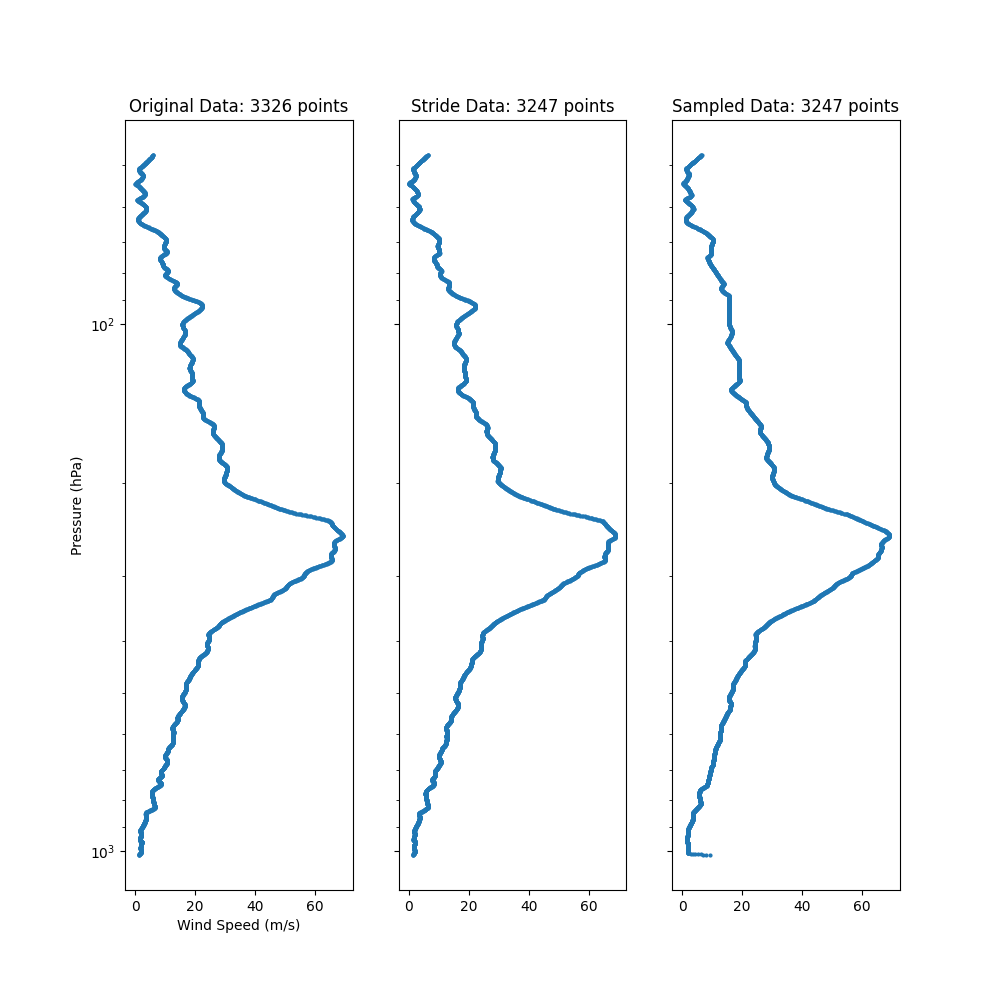 Original Data: 3326 points
Stride Data: 3247 points
Sampled Data: 3247 points
Pressure (hPa)
10²
10³
0 20 40 60
0 20 40 60
0 20 40 60
Wind Speed (m/s)